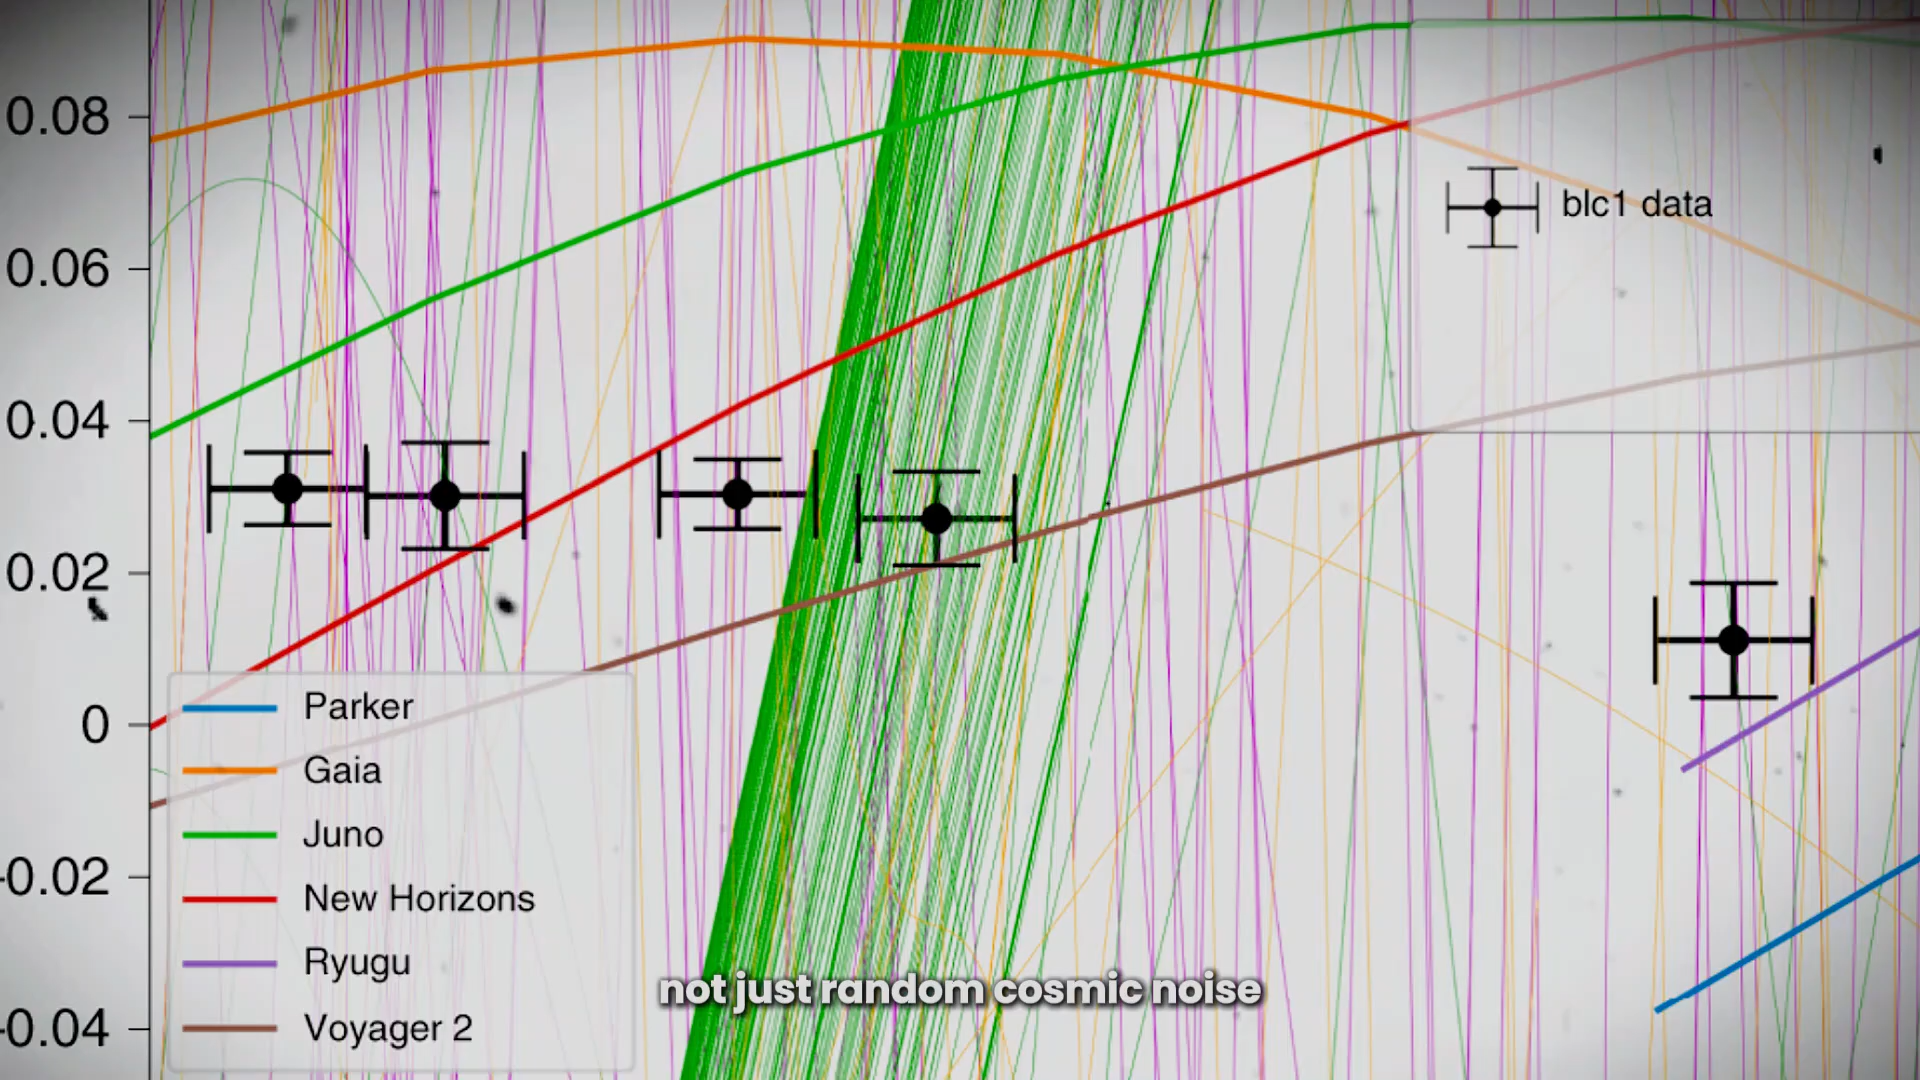 0.08
0.06
0.04
0.02
0
-0.02
-0.04
blc1 data
Parker
Gaia
Juno
New Horizons
Ryugu
Voyager 2
not just random cosmic noise